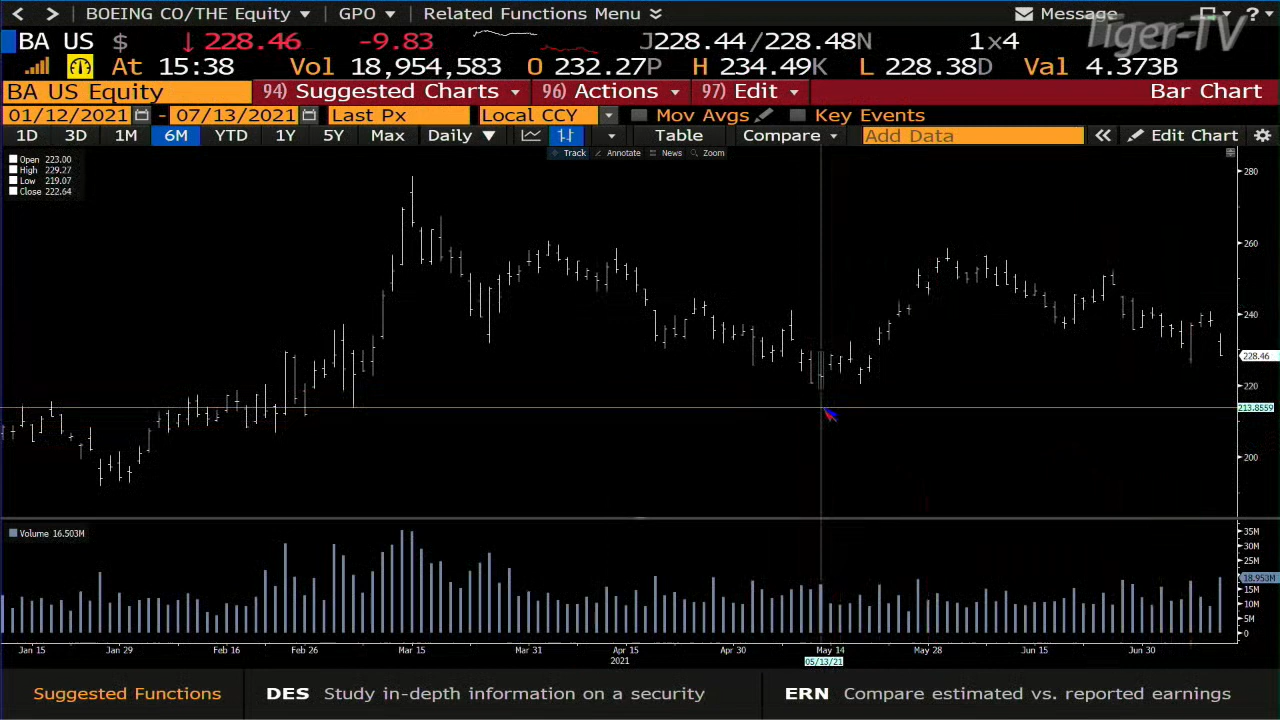 < > BOEING CO/THE Equity ▾ GPO ▾ Related Functions Menu Message ? ▾
Tiger-TV
BA US $ ↓ 228.46 -9.83 J228.44/228.48N 1×4
At 15:38 Vol 18,954,583 O 232.27P H 234.49K L 228.38D Val 4.373B
BA US Equity 94) Suggested Charts ▾ 96) Actions ▾ 97) Edit ▾ Bar Chart
01/12/2021 - 07/13/2021 Last Px Local CCY ▾ Mov Avgs Key Events
1D 3D 1M 6M YTD 1Y 5Y Max Daily ▼ Table Compare ▾ Add Data « Edit Chart
Track Annotate News Zoom
Open 223.00
High 229.27
Low 219.07
Close 222.64
280
260
240
228.46
220
213.8559
200
Volume 16.503M
35M
30M
25M
18.953M
15M
10M
5M
0
Jan 15 Jan 29 Feb 16 Feb 26 Mar 15 Mar 31 Apr 15 Apr 30 May 14 May 28 Jun 15 Jun 30
2021 05/13/21
Suggested Functions DES Study in-depth information on a security ERN Compare estimated vs. reported earnings